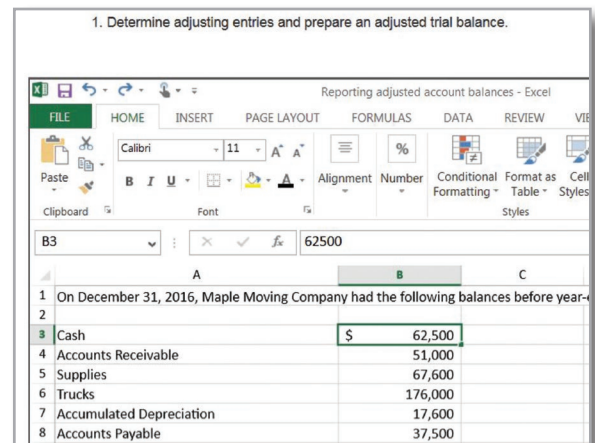 1. Determine adjusting entries and prepare an adjusted trial balance.
Reporting adjusted account balances - Excel
FILE HOME INSERT PAGE LAYOUT FORMULAS DATA REVIEW
Calibri 11 A A
Paste B I U A Alignment Number Conditional Formatting Format as Table Cell Styles
Clipboard Font Styles
B3 fx 62500
A B C
1 On December 31, 2016, Maple Moving Company had the following balances before year-
2
3 Cash $ 62,500
4 Accounts Receivable 51,000
5 Supplies 67,600
6 Trucks 176,000
7 Accumulated Depreciation 17,600
8 Accounts Payable 37,500